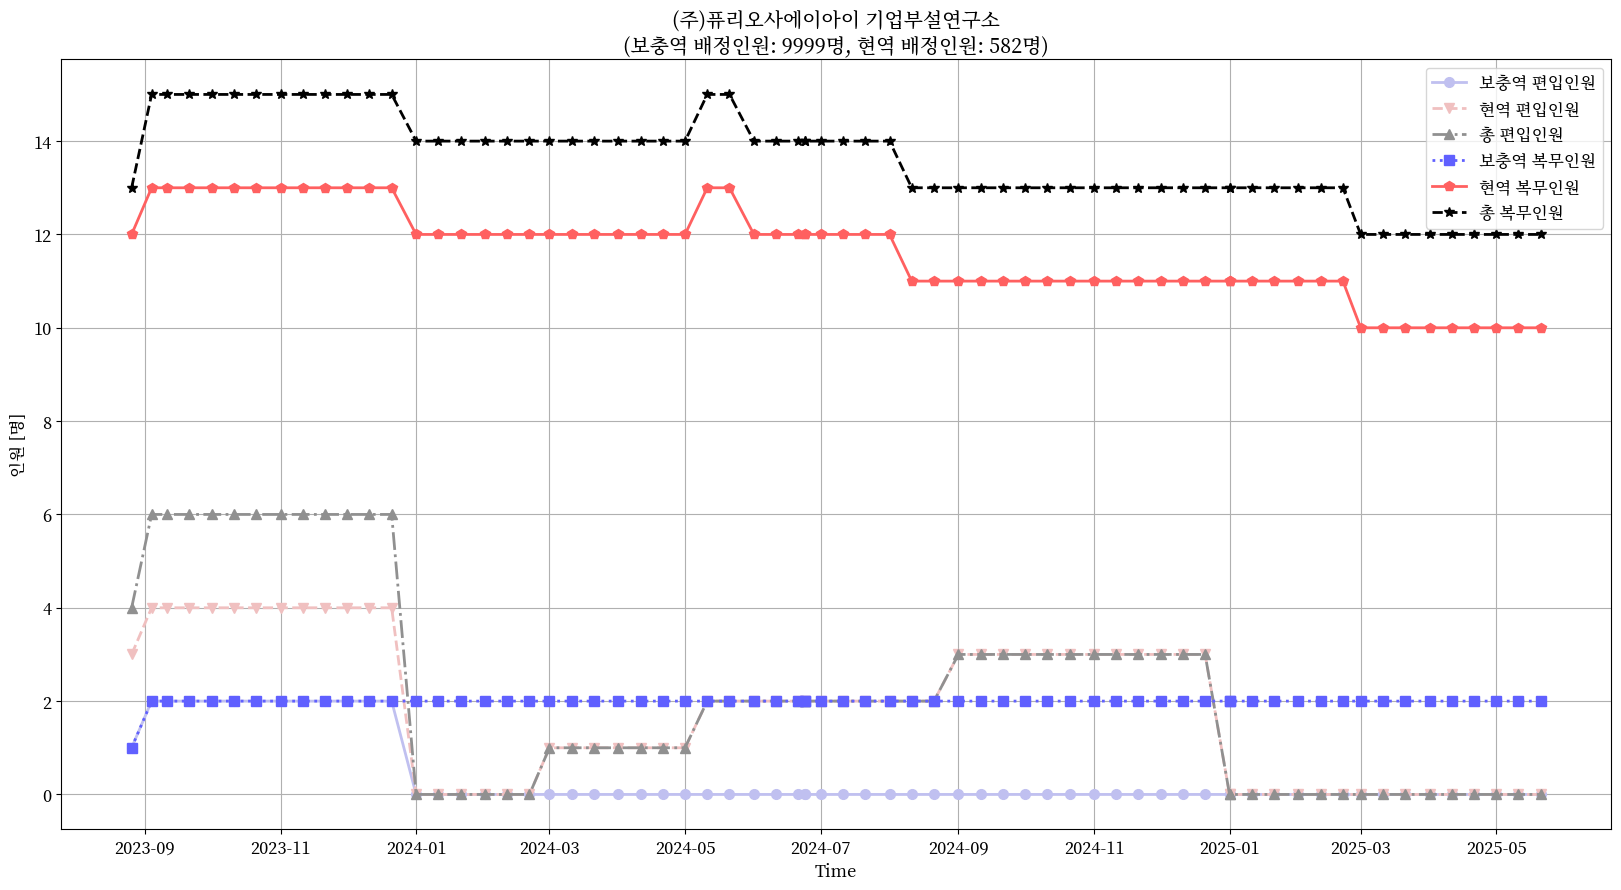 (주)퓨리오사에이아이 기업부설연구소
(보충역 배정인원: 9999명, 현역 배정인원: 582명)
보충역 편입인원
현역 편입인원
총 편입인원
보충역 복무인원
현역 복무인원
총 복무인원
인원 [명]
14
12
10
8
6
4
2
0
2023-09
2023-11
2024-01
2024-03
2024-05
2024-07
2024-09
2024-11
2025-01
2025-03
2025-05
Time